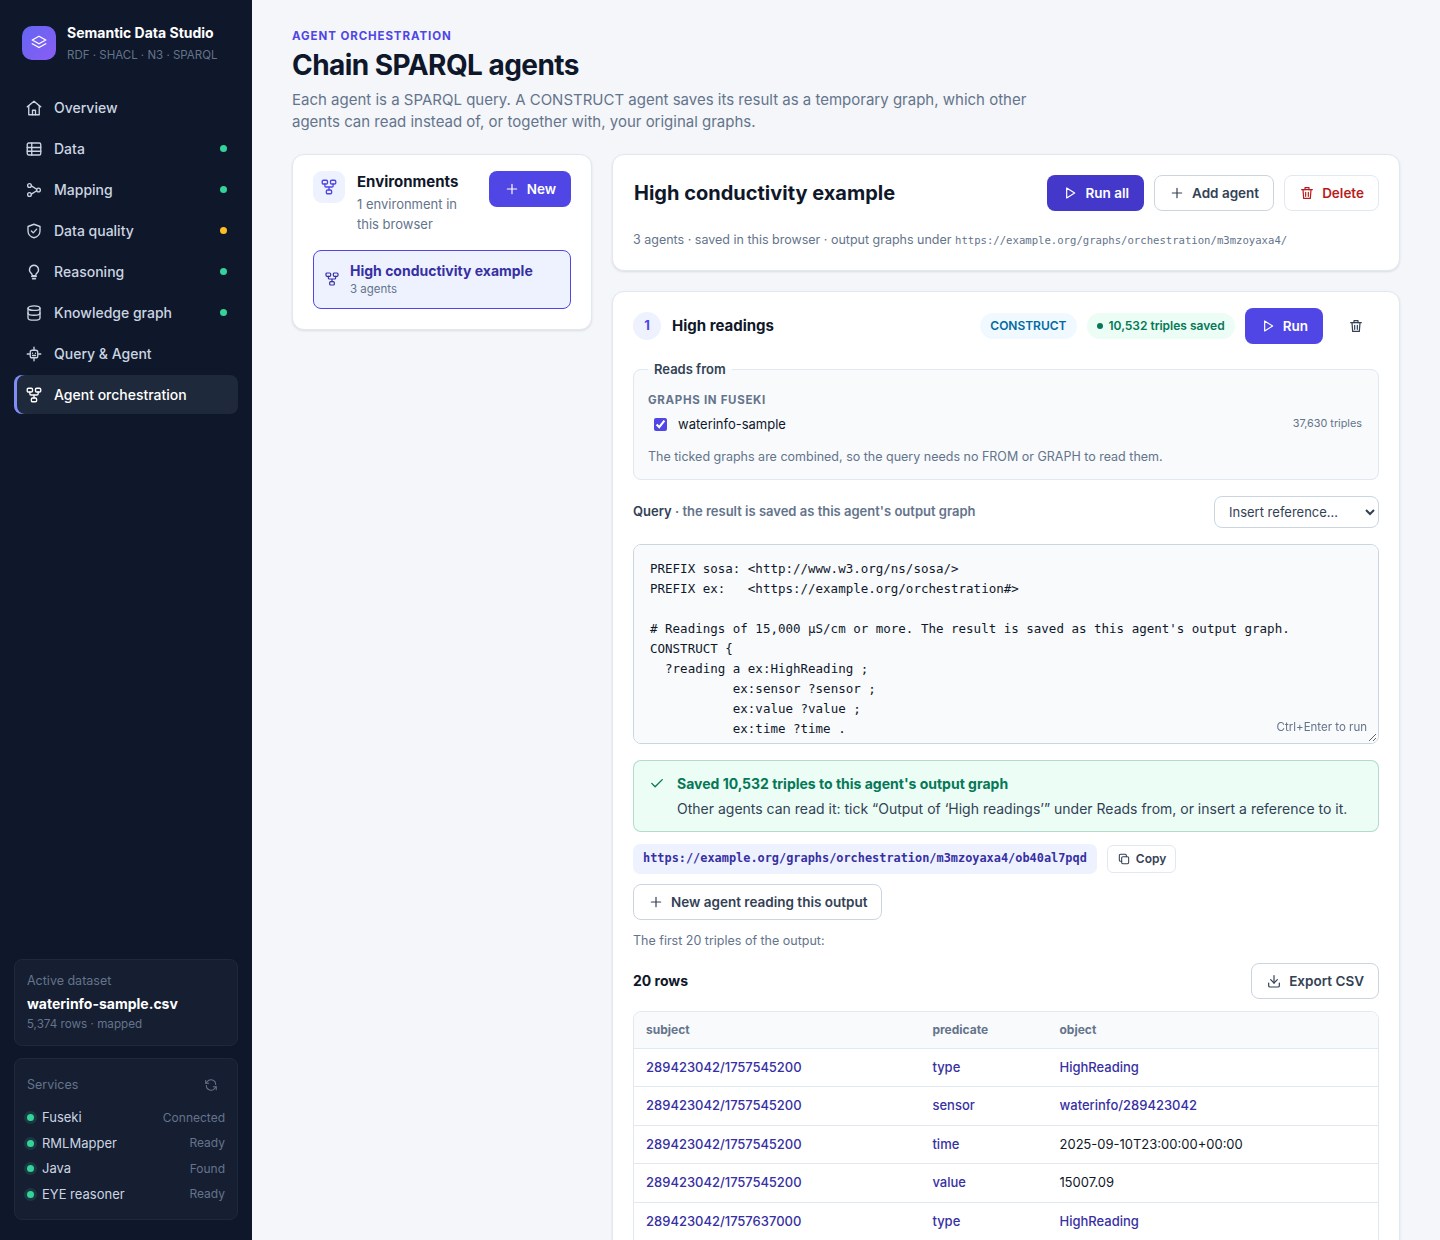 Semantic Data Studio
RDF · SHACL · N3 · SPARQL
Overview
Data
Mapping
Data quality
Reasoning
Knowledge graph
Query & Agent
Agent orchestration
Active dataset
waterinfo-sample.csv
5,374 rows · mapped
Services
Fuseki Connected
RMLMapper Ready
Java Found
EYE reasoner Ready
AGENT ORCHESTRATION
Chain SPARQL agents
Each agent is a SPARQL query. A CONSTRUCT agent saves its result as a temporary graph, which other
agents can read instead of, or together with, your original graphs.
Environments
1 environment in
this browser
New
High conductivity example
3 agents
High conductivity example
Run all
Add agent
Delete
3 agents · saved in this browser · output graphs under https://example.org/graphs/orchestration/m3mzoyaxa4/
1 High readings
CONSTRUCT
10,532 triples saved
Run
Reads from
GRAPHS IN FUSEKI
waterinfo-sample 37,630 triples
The ticked graphs are combined, so the query needs no FROM or GRAPH to read them.
Query · the result is saved as this agent's output graph
Insert reference...
PREFIX sosa: <http://www.w3.org/ns/sosa/>
PREFIX ex:   <https://example.org/orchestration#>
# Readings of 15,000 µS/cm or more. The result is saved as this agent's output graph.
CONSTRUCT {
?reading a ex:HighReading ;
ex:sensor ?sensor ;
ex:value ?value ;
ex:time ?time .
Ctrl+Enter to run
Saved 10,532 triples to this agent's output graph
Other agents can read it: tick “Output of ‘High readings’” under Reads from, or insert a reference to it.
https://example.org/graphs/orchestration/m3mzoyaxa4/ob40al7pqd
Copy
New agent reading this output
The first 20 triples of the output:
20 rows
Export CSV
subject predicate object
289423042/1757545200 type HighReading
289423042/1757545200 sensor waterinfo/289423042
289423042/1757545200 time 2025-09-10T23:00:00+00:00
289423042/1757545200 value 15007.09
289423042/1757637000 type HighReading